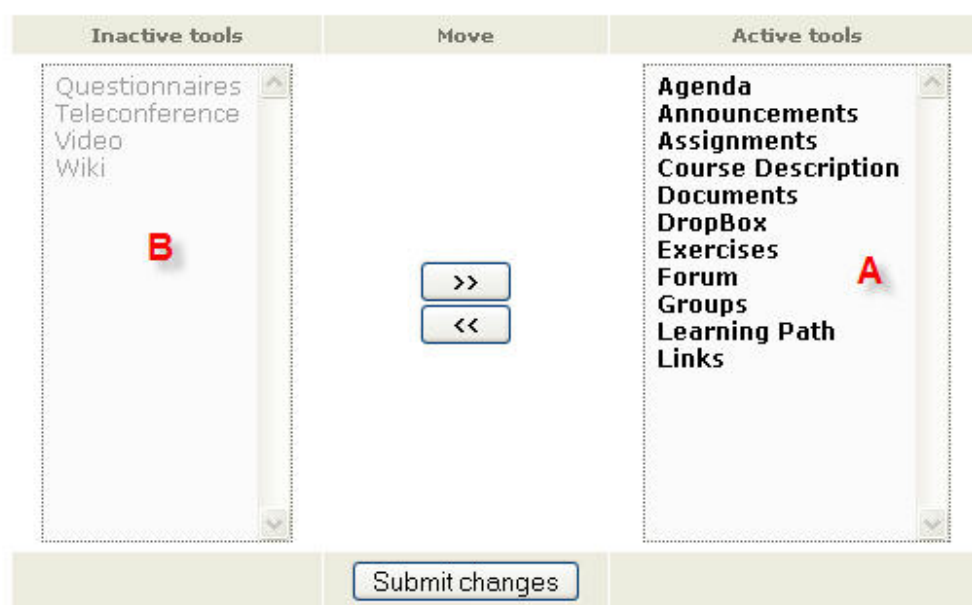 Inactive tools
Move
Active tools
Questionnaires
Teleconference
Video
Wiki
B
>>
<<
Agenda
Announcements
Assignments
Course Description
Documents
DropBox
Exercises
Forum
Groups
Learning Path
Links
A
Submit changes